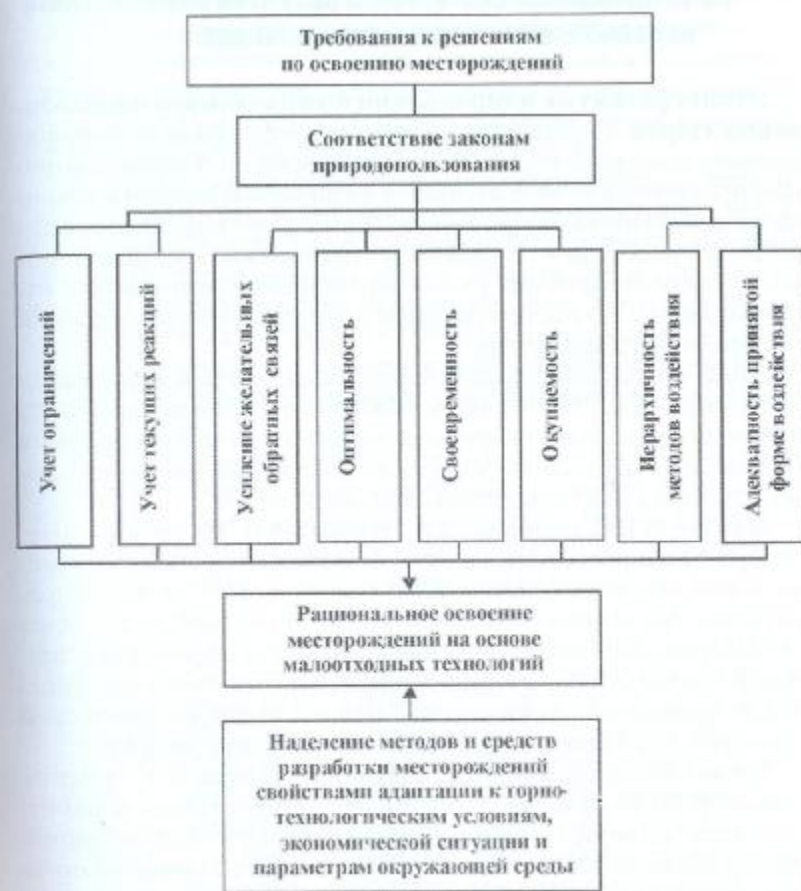 Требования к решениям
по освоению месторождений
Соответствие законам
природопользования
Учет ограничений
Учет текущих реакций
Усиление желательных
обратных связей
Оптимальность
Своевременность
Окупаемость
Иерархичность
методов воздействия
Адекватность принятой
форме воздействия
Рациональное освоение
месторождений на основе
малоотходных технологий
Наделение методов и средств
разработки месторождений
свойствами адаптации к горно-
технологическим условиям,
экономической ситуации и
параметрам окружающей среды